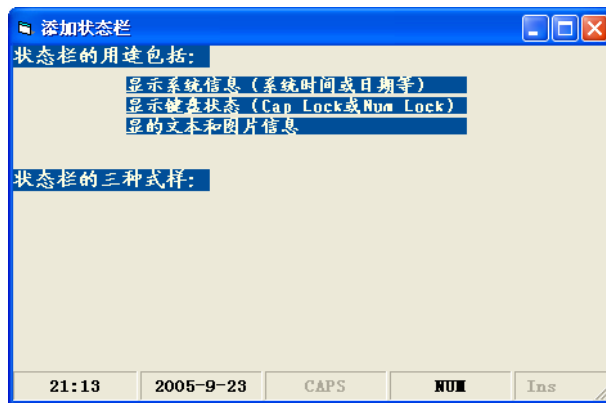 添加状态栏
状态栏的用途包括:
显示系统信息（系统时间或日期等）
显示键盘状态（Cap Lock或Num Lock）
显的文本和图片信息
状态栏的三种式样:
21:13 2005-9-23 CAPS NUM Ins